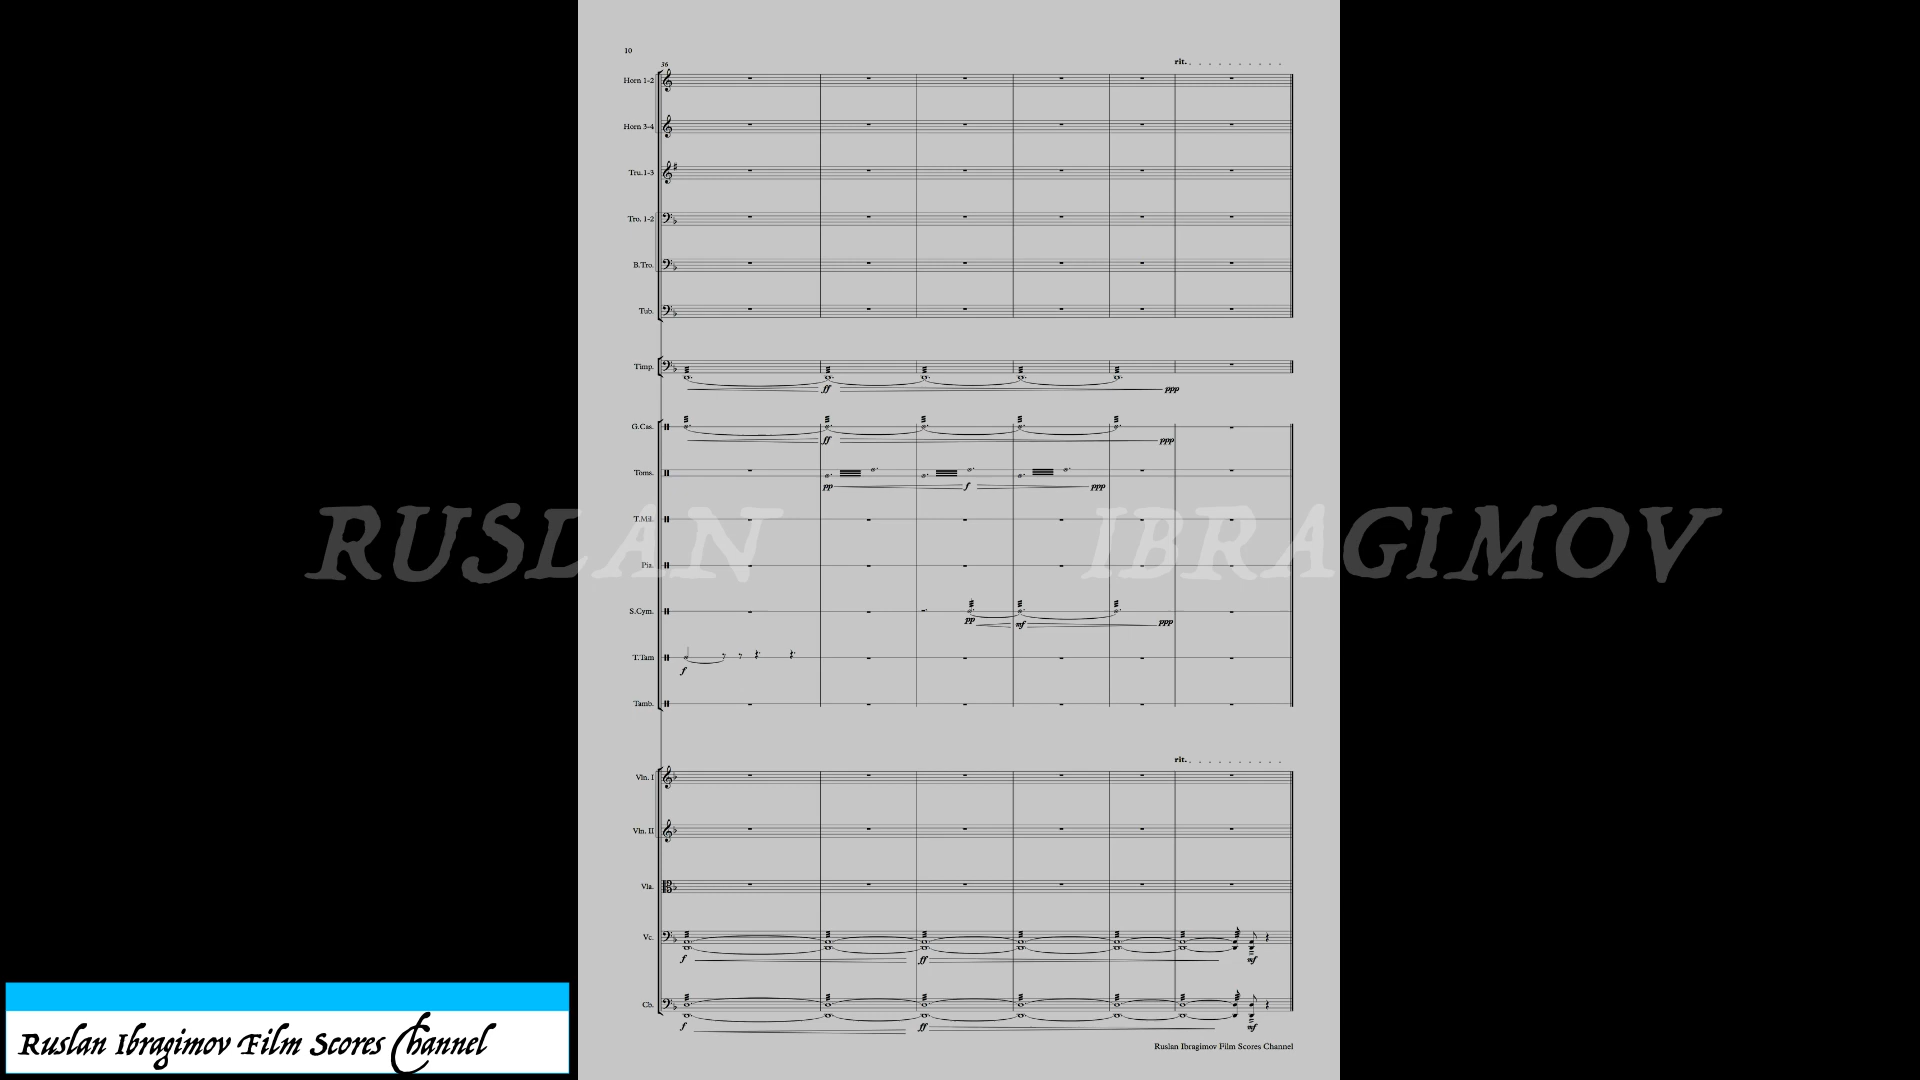 10
36
rit.
Horn 1-2
Horn 3-4
Tru.1-3
Tro. 1-2
B.Tro.
Tub.
Timp.
ff ppp
G.Cas.
ff ppp
Toms.
pp f ppp
RUSLAN IBRAGIMOV
T.Mil.
Pia.
S.Cym.
pp mf ppp
T.Tam
f
Tamb.
rit.
Vln. I
Vln. II
Vla.
Vc.
f ff mf
Cb.
f ff mf
Ruslan Ibragimov Film Scores Channel
Ruslan Ibragimov Film Scores Channel